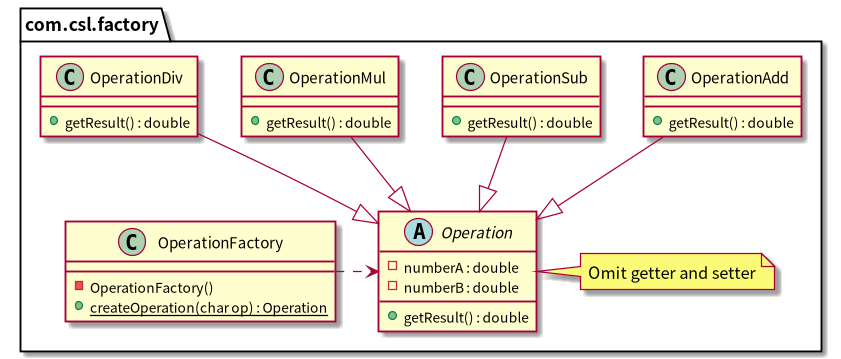 com.csl.factory
C OperationDiv
getResult() : double
C OperationMul
getResult() : double
C OperationSub
getResult() : double
C OperationAdd
getResult() : double
C OperationFactory
OperationFactory()
createOperation(char op) : Operation
A Operation
numberA : double
numberB : double
getResult() : double
Omit getter and setter